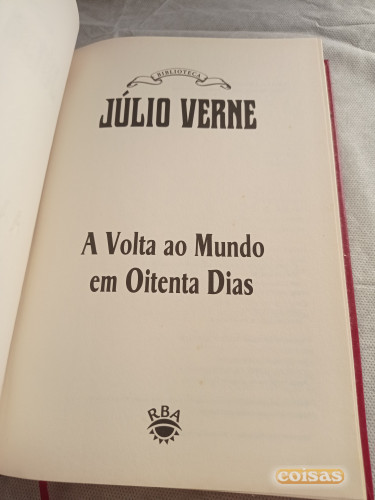 BIBLIOTECA
JÚLIO VERNE
A Volta ao Mundo
em Oitenta Dias
RBA
coisas